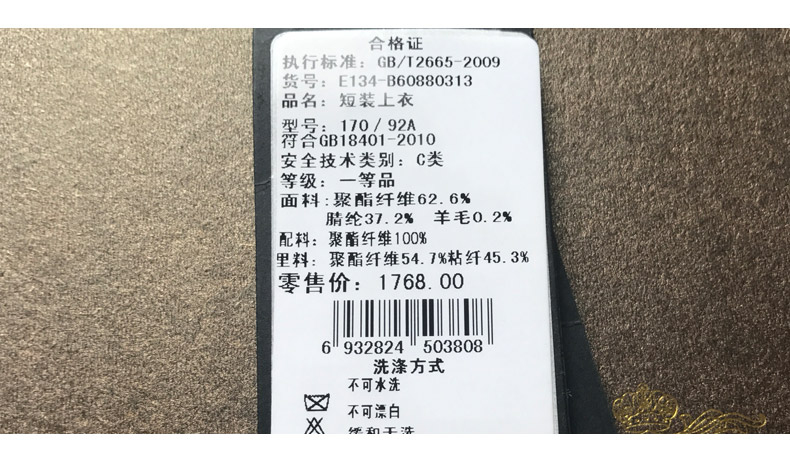 合格证
执行标准: GB/T2665-2009
货号: E134-B60880313
品名: 短装上衣
型号: 170/92A
符合GB18401-2010
安全技术类别: C类
等级: 一等品
面料:聚酯纤维62.6%
腈纶37.2% 羊毛0.2%
配料: 聚酯纤维100%
里料: 聚酯纤维54.7%粘纤45.3%
零售价: 1768.00
6 932824 503808
洗涤方式
不可水洗
不可漂白
缓和干洗